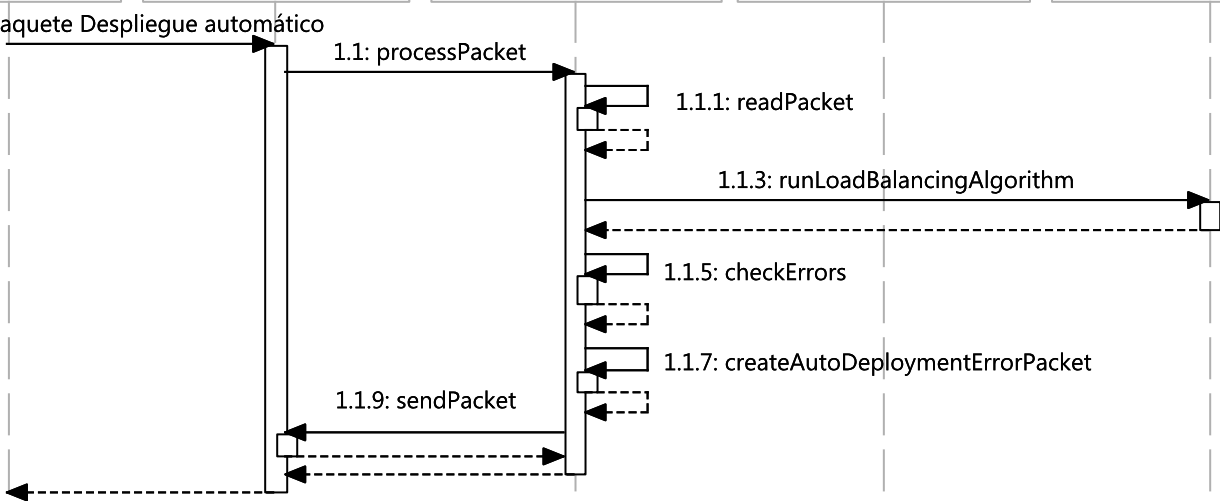 aquete Despliegue automático
1.1: processPacket
1.1.1: readPacket
1.1.3: runLoadBalancingAlgorithm
1.1.5: checkErrors
1.1.7: createAutoDeploymentErrorPacket
1.1.9: sendPacket